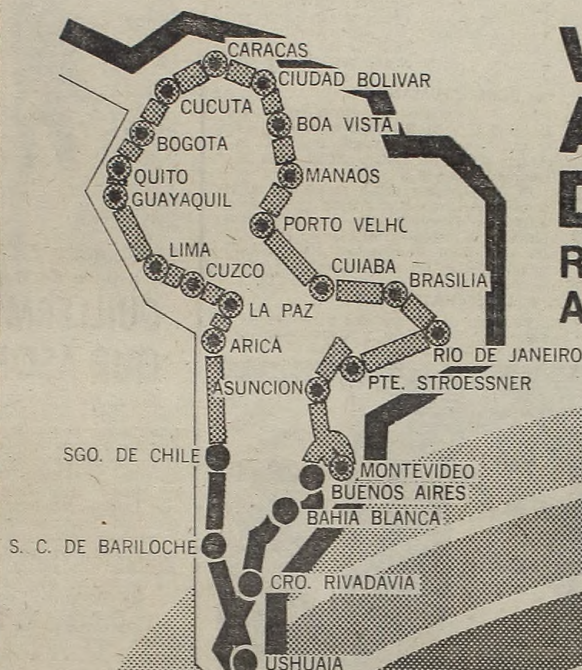 CARACAS
CIUDAD BOLIVAR
CUCUTA
BOA VISTA
BOGOTA
QUITO
MANAOS
GUAYAQUIL
PORTO VELHO
LIMA
CUZCO
CUIABA
BRASILIA
LA PAZ
ARICA
RIO DE JANEIRO
ASUNCION
PTE. STROESSNER
SGO. DE CHILE
MONTEVIDEO
BUENOS AIRES
BAHIA BLANCA
S. C. DE BARILOCHE
CRO. RIVADAVIA
USHUAIA